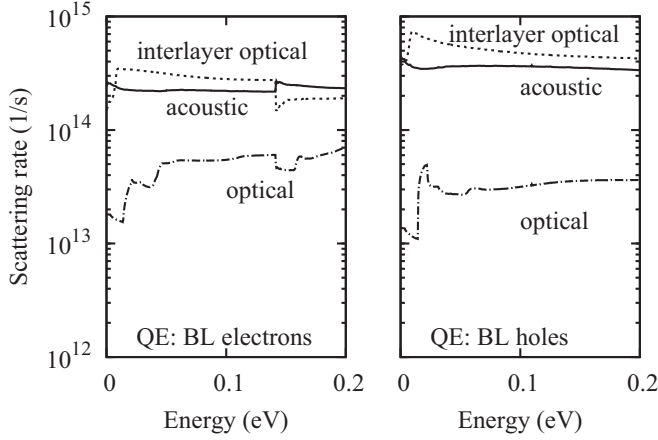 Scattering rate (1/s)
10^15
10^14
10^13
10^12
interlayer optical
acoustic
optical
QE: BL electrons
0
0.1
0.2
Energy (eV)
interlayer optical
acoustic
optical
QE: BL holes
0
0.1
0.2
Energy (eV)